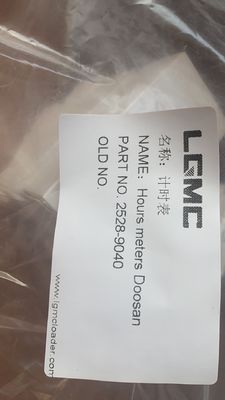 LGMC
名称：计时表
NAME: Hours meters Doosan
PART NO. 2528-9040
OLD NO.
www.lgmcloader.com